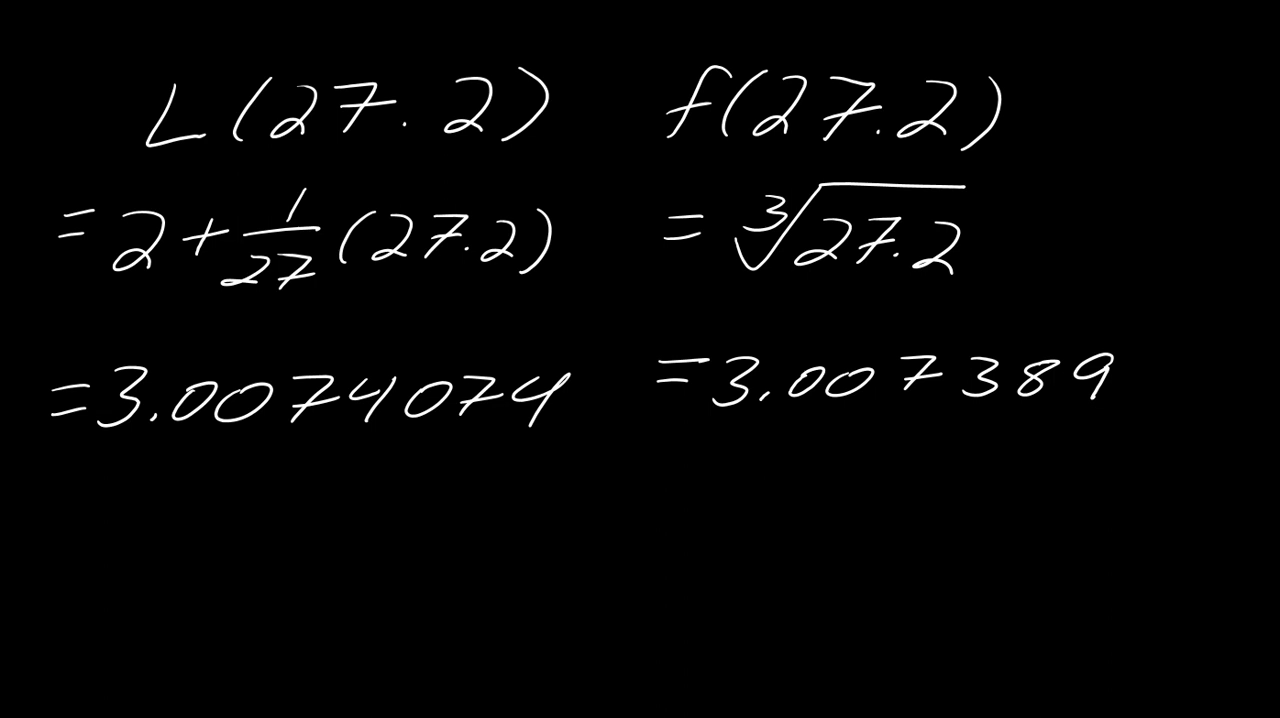 L(27.2) f(27.2)
= 2 + 1/27 (27.2) = ∛27.2
= 3.0074074 = 3.007389